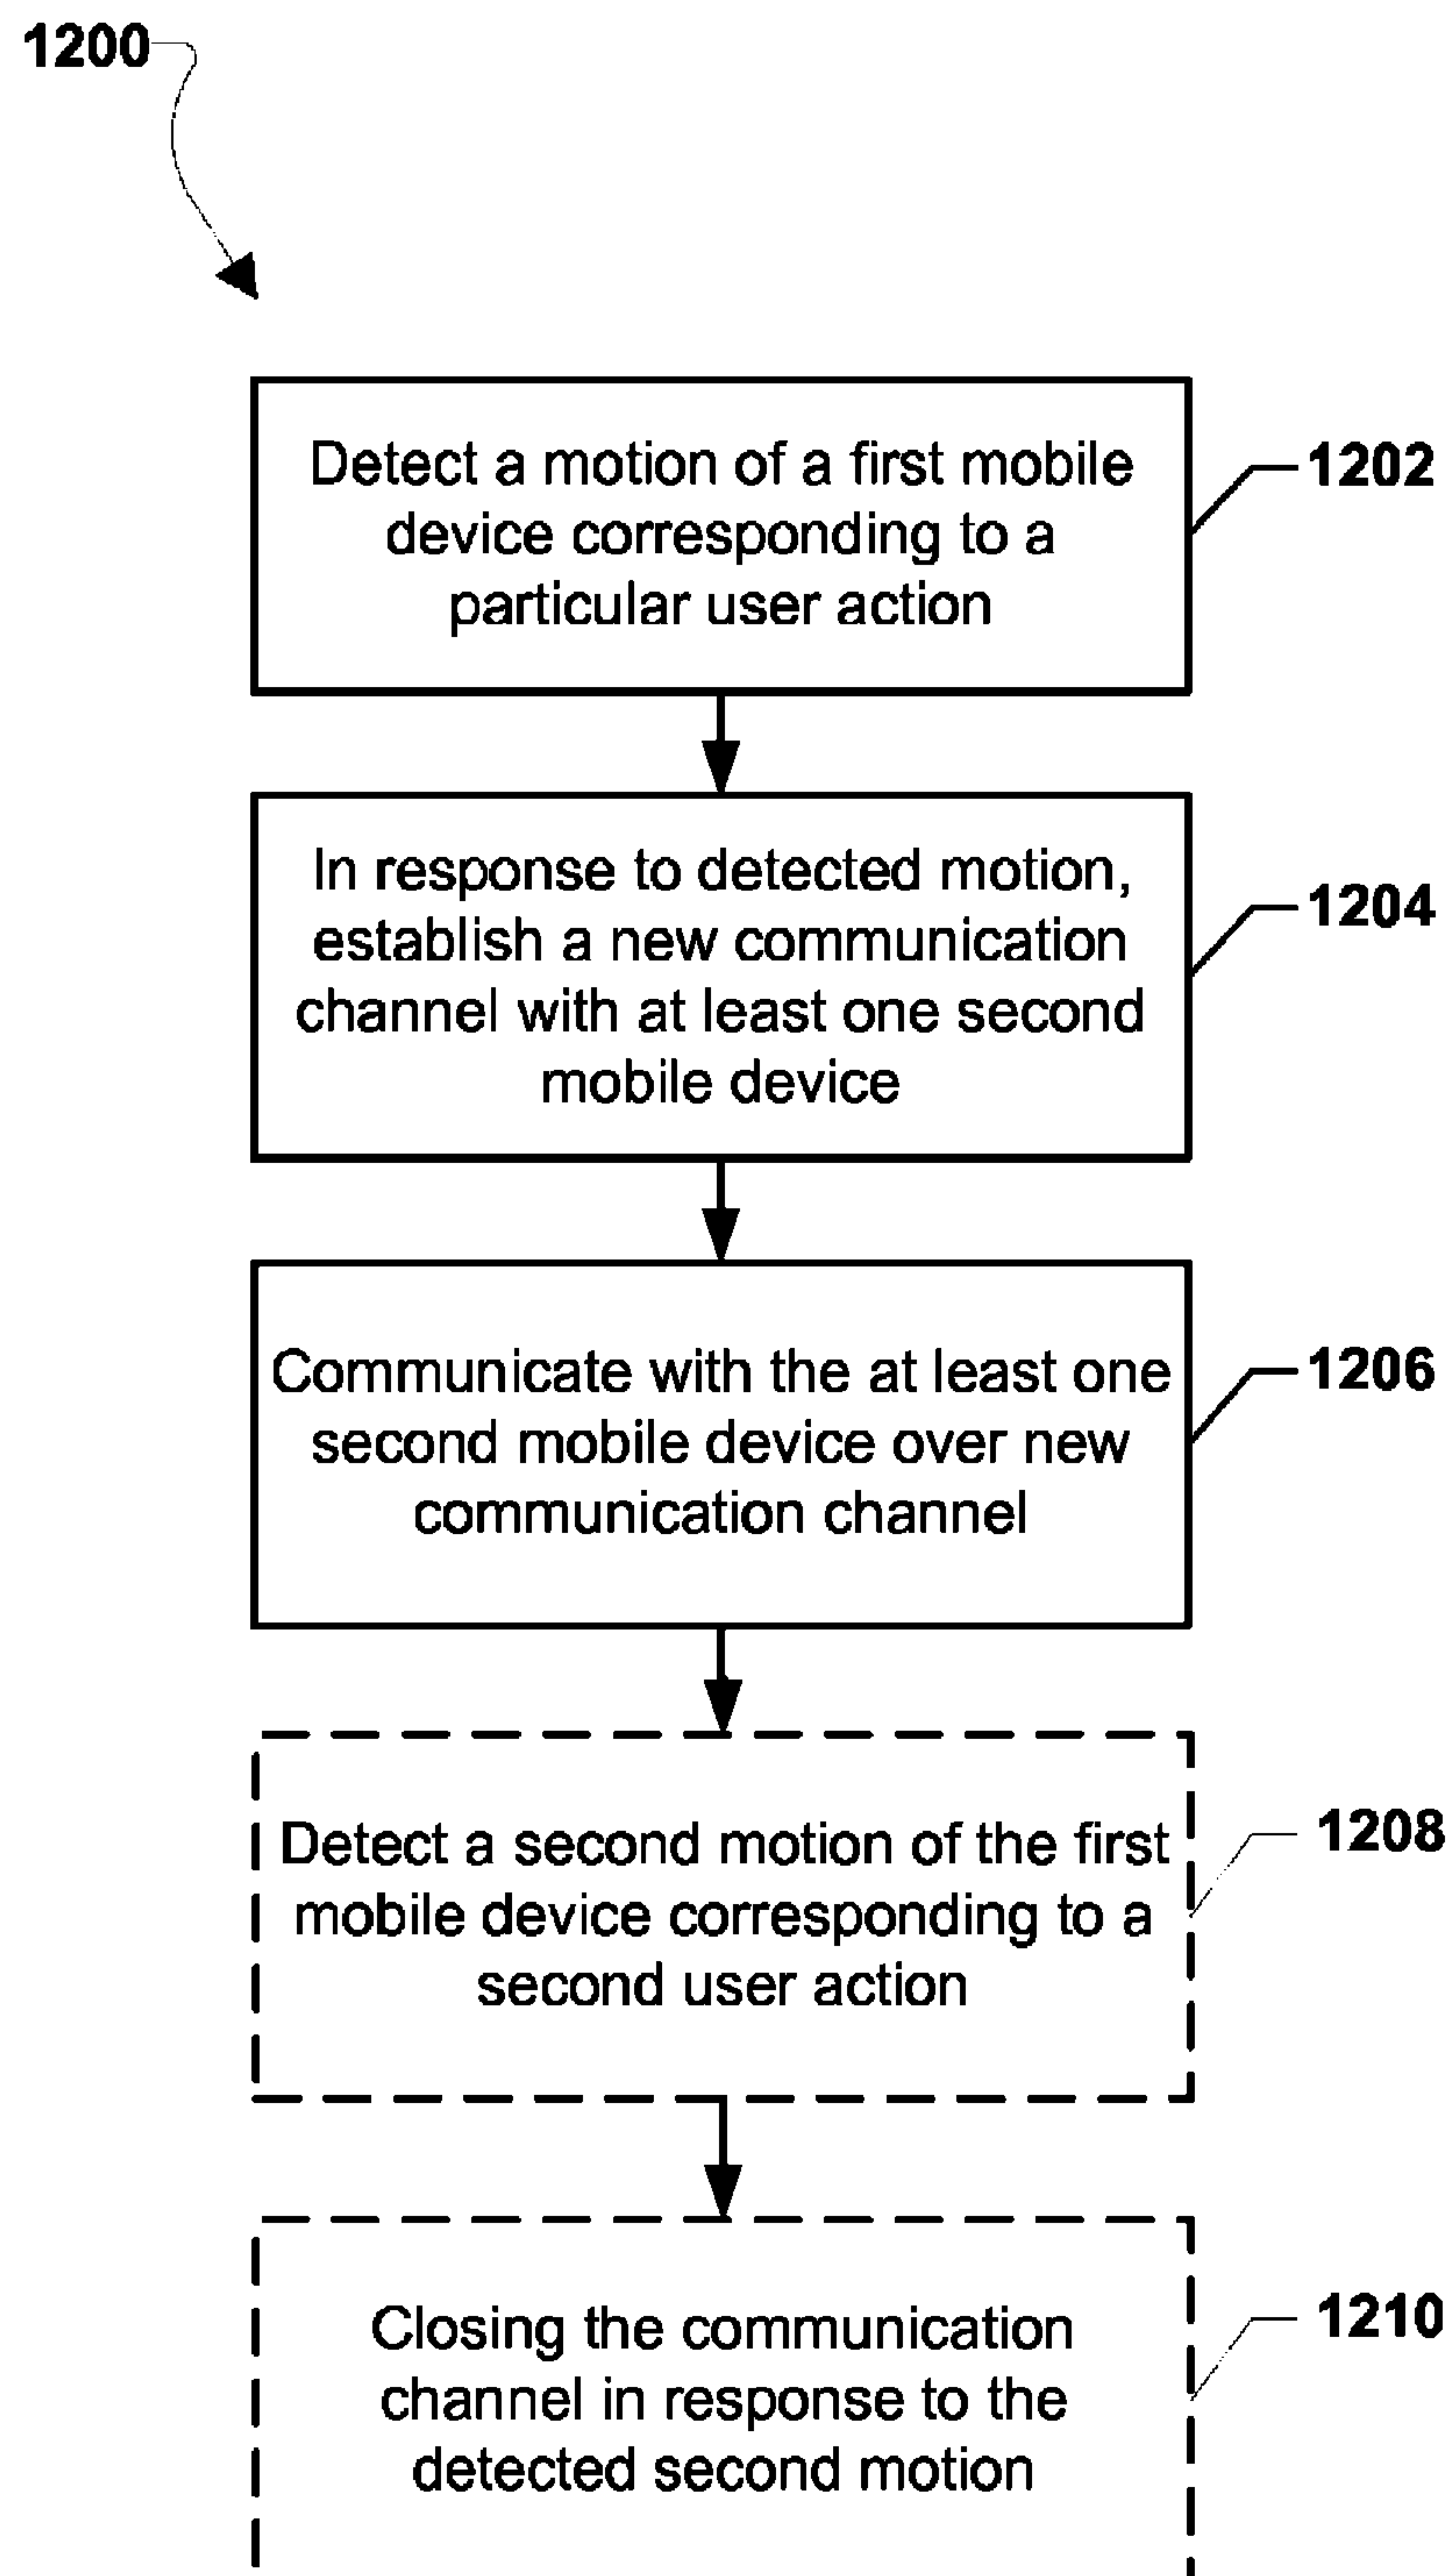 1200
Detect a motion of a first mobile
device corresponding to a
particular user action
1202
In response to detected motion,
establish a new communication
channel with at least one second
mobile device
1204
Communicate with the at least one
second mobile device over new
communication channel
1206
Detect a second motion of the first
mobile device corresponding to a
second user action
1208
Closing the communication
channel in response to the
detected second motion
1210